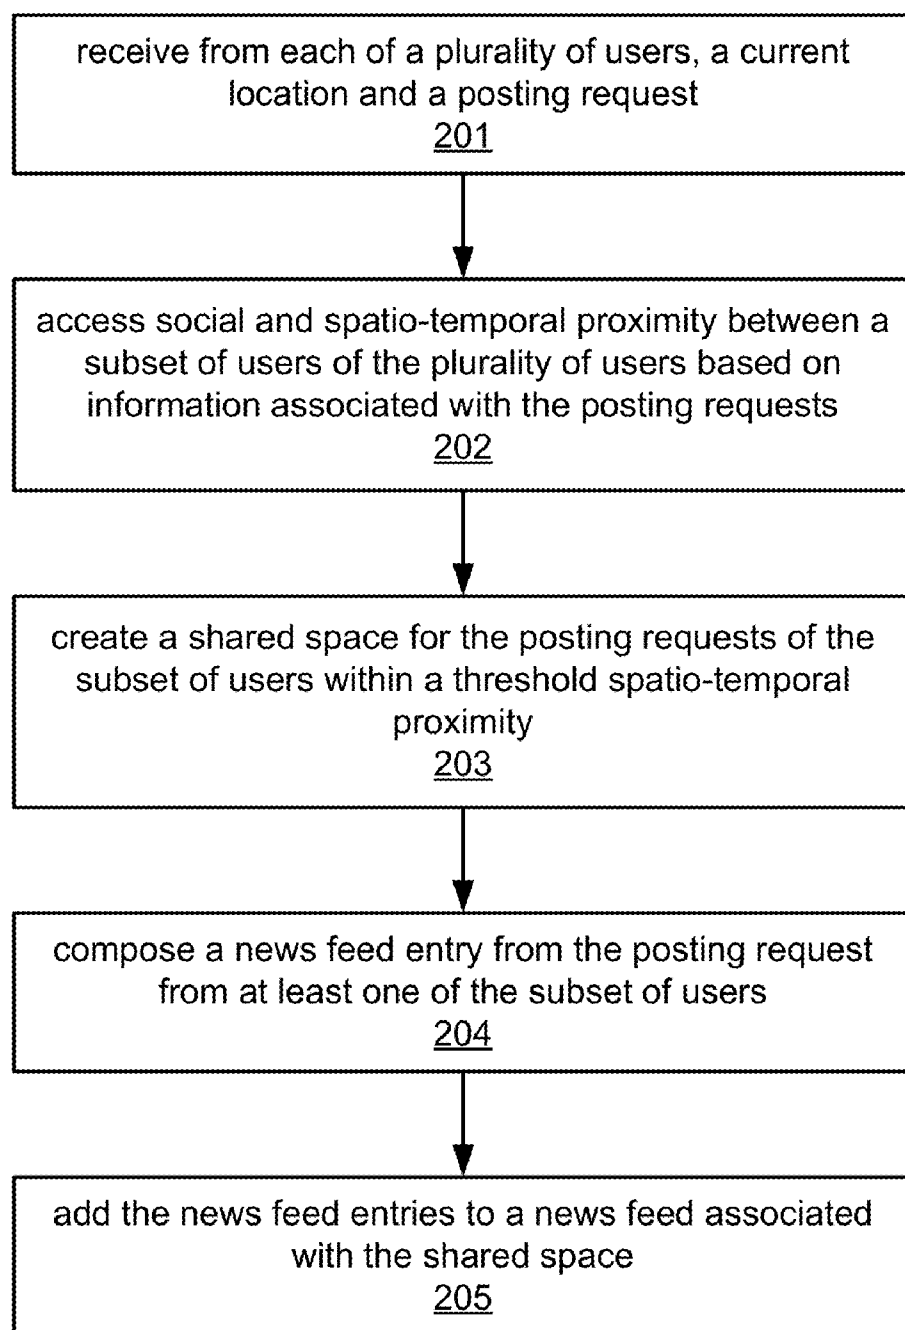 receive from each of a plurality of users, a current
location and a posting request
201
access social and spatio-temporal proximity between a
subset of users of the plurality of users based on
information associated with the posting requests
202
create a shared space for the posting requests of the
subset of users within a threshold spatio-temporal
proximity
203
compose a news feed entry from the posting request
from at least one of the subset of users
204
add the news feed entries to a news feed associated
with the shared space
205